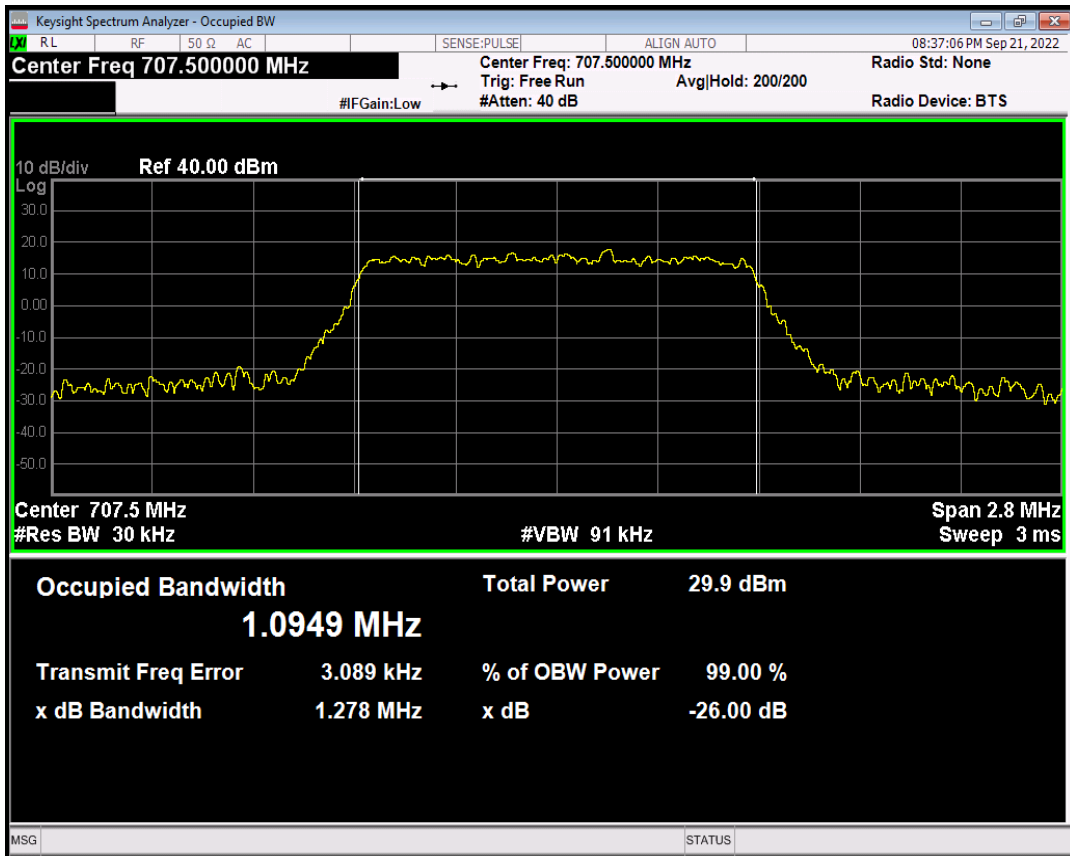 Keysight Spectrum Analyzer - Occupied BW
LXI RL RF 50 Ω AC SENSE:PULSE ALIGN AUTO 08:37:06 PM Sep 21, 2022
Center Freq 707.500000 MHz Center Freq: 707.500000 MHz Radio Std: None
Trig: Free Run Avg|Hold: 200/200
#IFGain:Low #Atten: 40 dB Radio Device: BTS
10 dB/div Ref 40.00 dBm
Log
30.0
20.0
10.0
0.00
-10.0
-20.0
-30.0
-40.0
-50.0
Center 707.5 MHz Span 2.8 MHz
#Res BW 30 kHz #VBW 91 kHz Sweep 3 ms
Occupied Bandwidth Total Power 29.9 dBm
1.0949 MHz
Transmit Freq Error 3.089 kHz % of OBW Power 99.00 %
x dB Bandwidth 1.278 MHz x dB -26.00 dB
MSG STATUS